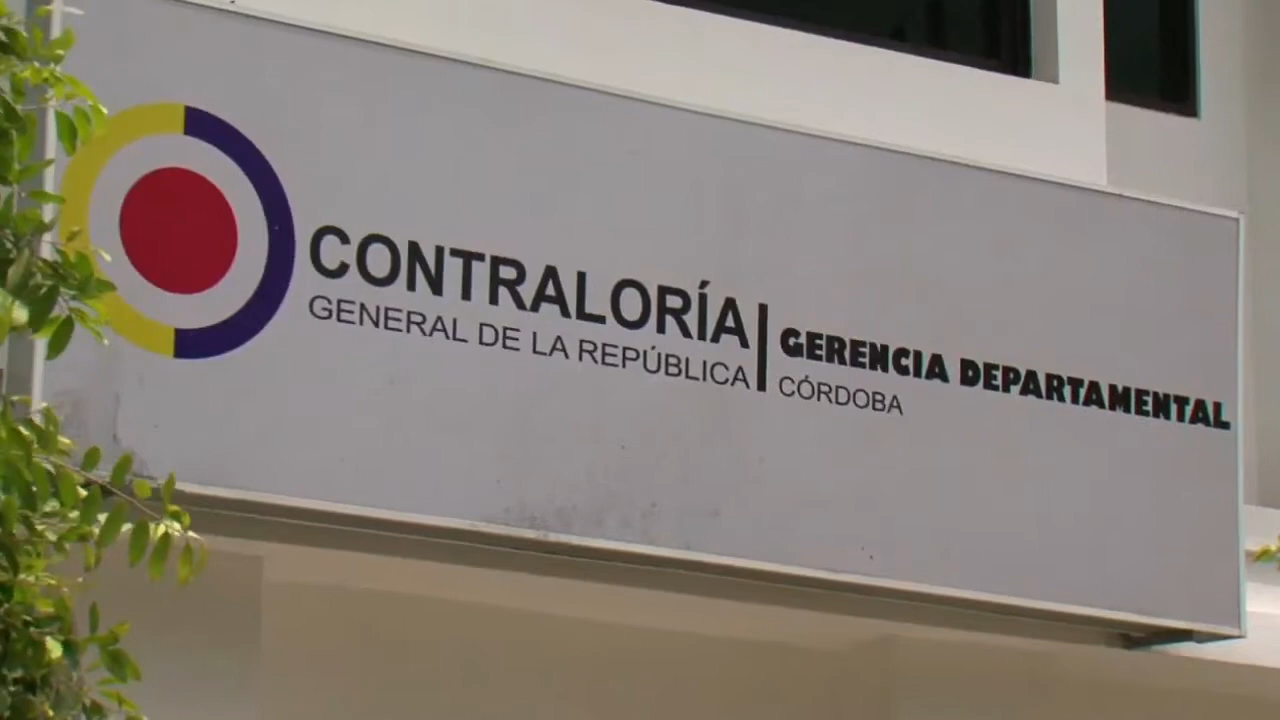 CONTRALORÍA
GENERAL DE LA REPÚBLICA
GERENCIA DEPARTAMENTAL
CÓRDOBA